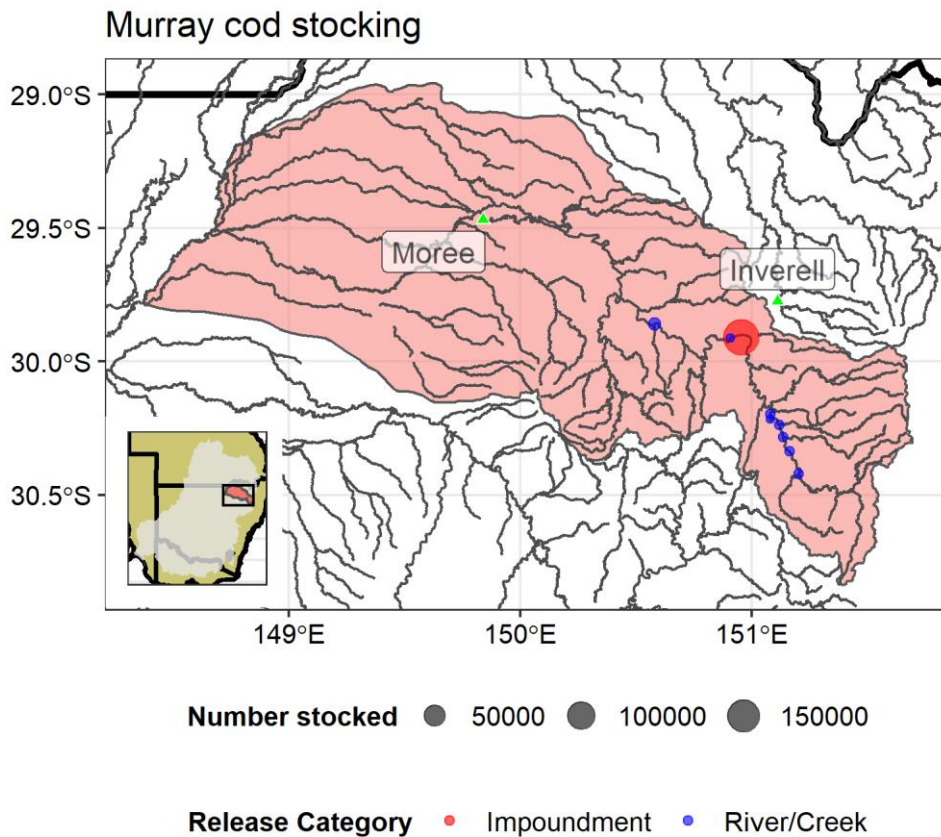 Murray cod stocking
29.0°S
29.5°S
30.0°S
30.5°S
Moree
Inverell
149°E 150°E 151°E
Number stocked 50000 100000 150000
Release Category Impoundment River/Creek